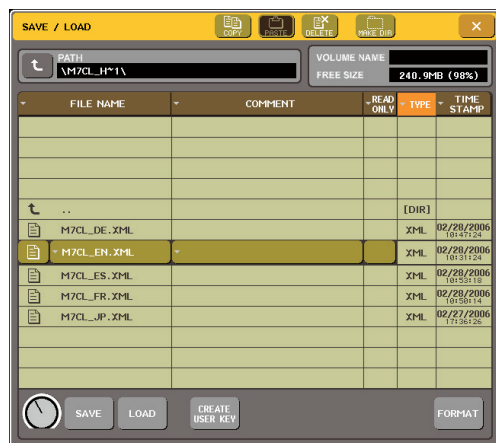 SAVE / LOAD
COPY
PASTE
DELETE
MAKE DIR
PATH
\M7CL_H~1\
VOLUME NAME
FREE SIZE 240.9MB (98%)
FILE NAME COMMENT READ ONLY TYPE TIME STAMP
.. [DIR]
M7CL_DE.XML XML 02/28/2006 10:47:24
M7CL_EN.XML XML 02/28/2006 10:31:24
M7CL_ES.XML XML 02/28/2006 10:53:18
M7CL_FR.XML XML 02/28/2006 10:50:14
M7CL_JP.XML XML 02/27/2006 17:36:26
SAVE
LOAD
CREATE USER KEY
FORMAT